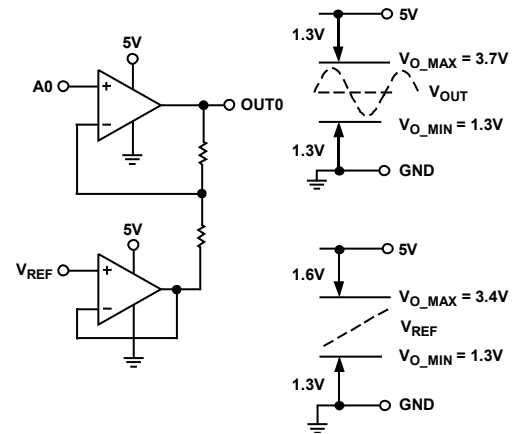 5V
A0
+
−
OUT0
5V
VREF
+
−
5V
1.3V
VO_MAX = 3.7V
VOUT
VO_MIN = 1.3V
1.3V
GND
5V
1.6V
VO_MAX = 3.4V
VREF
VO_MIN = 1.3V
1.3V
GND